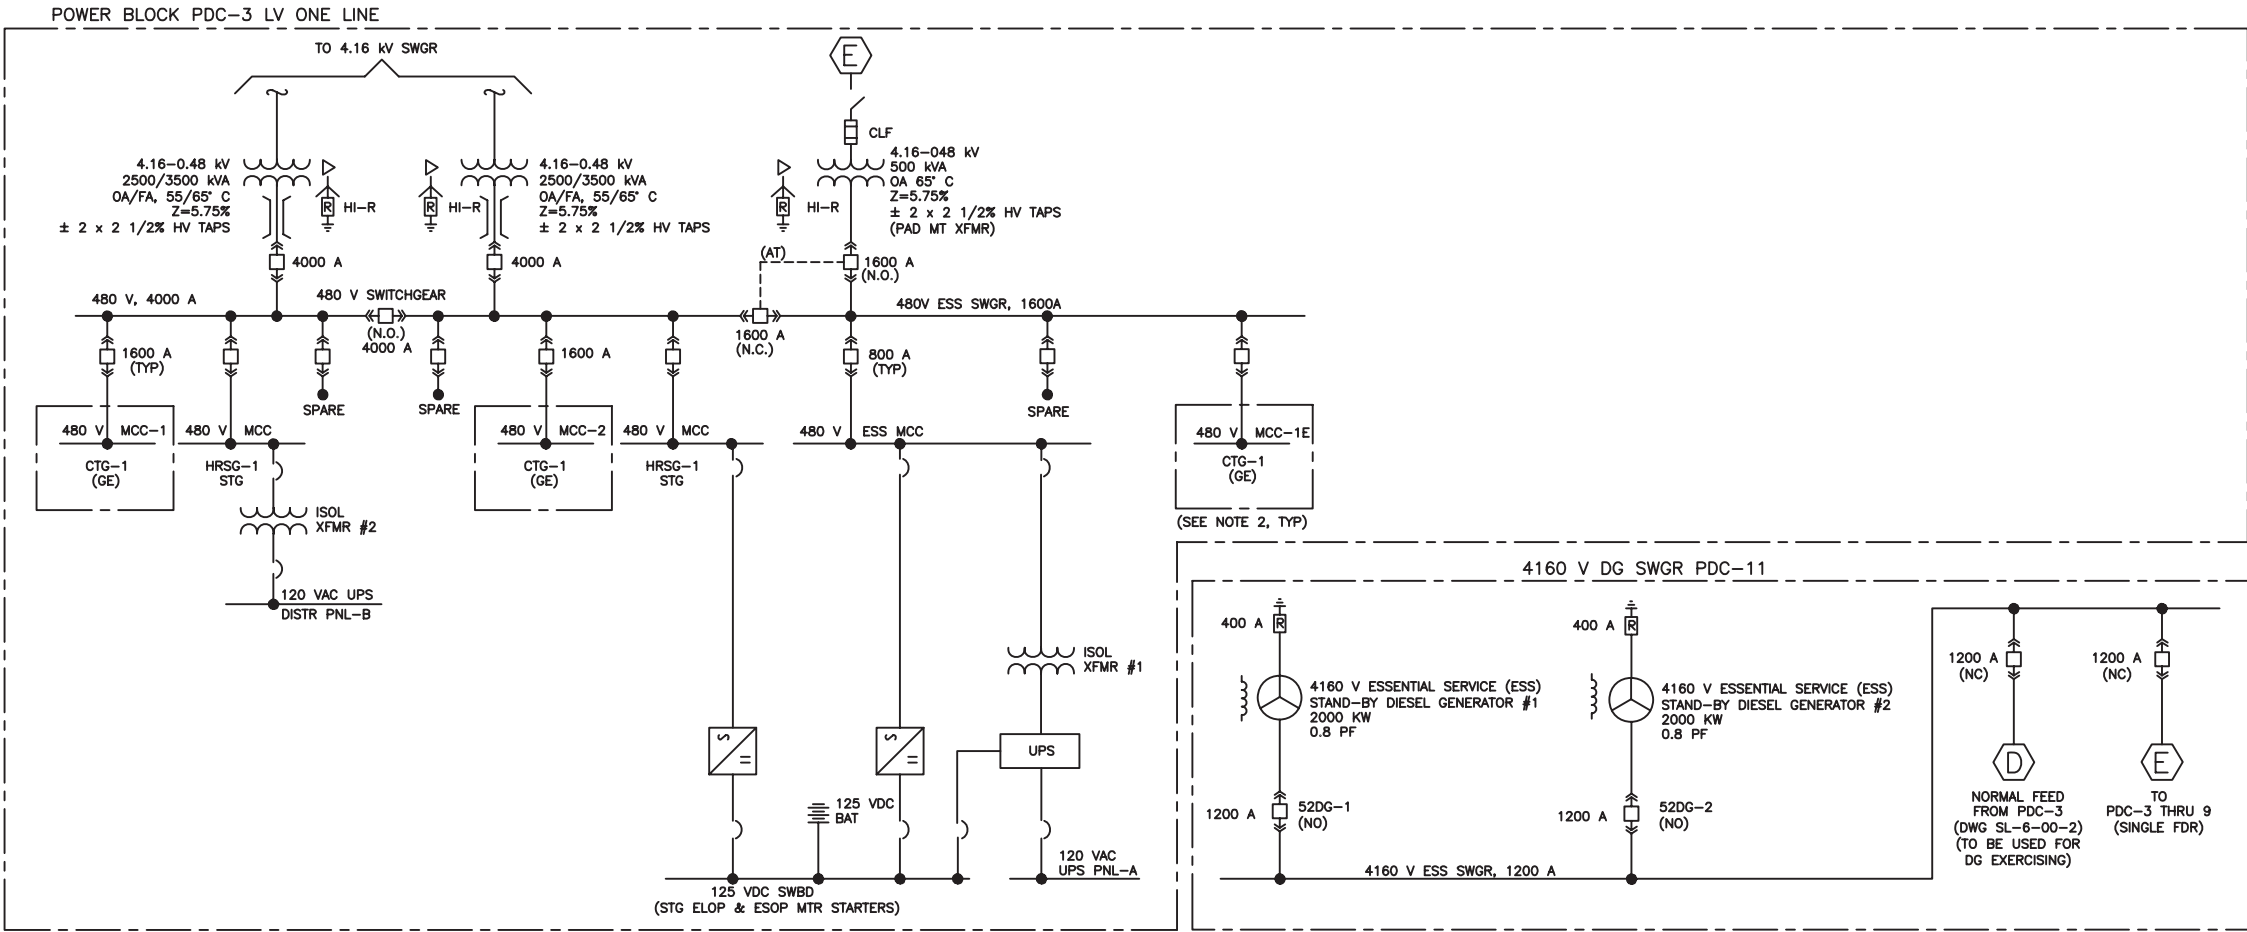 POWER BLOCK PDC-3 LV ONE LINE
TO 4.16 kV SWGR
E
CLF
4.16-0.48 kV
2500/3500 kVA
OA/FA, 55/65° C
Z=5.75%
± 2 x 2 1/2% HV TAPS
R
HI-R
R
HI-R
4.16-0.48 kV
2500/3500 kVA
OA/FA, 55/65° C
Z=5.75%
± 2 x 2 1/2% HV TAPS
R
HI-R
4.16-048 kV
500 kVA
OA 65° C
Z=5.75%
± 2 x 2 1/2% HV TAPS
(PAD MT XFMR)
4000 A
4000 A
(AT)
1600 A
(N.O.)
480 V, 4000 A
480 V SWITCHGEAR
480V ESS SWGR, 1600A
1600 A
(TYP)
(N.O.)
4000 A
1600 A
1600 A
(N.C.)
800 A
(TYP)
SPARE
SPARE
SPARE
480 V MCC-1
CTG-1
(GE)
480 V MCC
HRSG-1
STG
480 V MCC-2
CTG-1
(GE)
480 V MCC
HRSG-1
STG
480 V ESS MCC
480 V MCC-1E
CTG-1
(GE)
(SEE NOTE 2, TYP)
ISOL
XFMR #2
120 VAC UPS
DISTR PNL-B
ISOL
XFMR #1
UPS
125 VDC
BAT
120 VAC
UPS PNL-A
125 VDC SWBD
(STG ELOP & ESOP MTR STARTERS)
4160 V DG SWGR PDC-11
400 A
R
4160 V ESSENTIAL SERVICE (ESS)
STAND-BY DIESEL GENERATOR #1
2000 KW
0.8 PF
1200 A
52DG-1
(NO)
400 A
R
4160 V ESSENTIAL SERVICE (ESS)
STAND-BY DIESEL GENERATOR #2
2000 KW
0.8 PF
1200 A
52DG-2
(NO)
4160 V ESS SWGR, 1200 A
1200 A
(NC)
D
NORMAL FEED
FROM PDC-3
(DWG SL-6-00-2)
(TO BE USED FOR
DG EXERCISING)
1200 A
(NC)
E
TO
PDC-3 THRU 9
(SINGLE FDR)